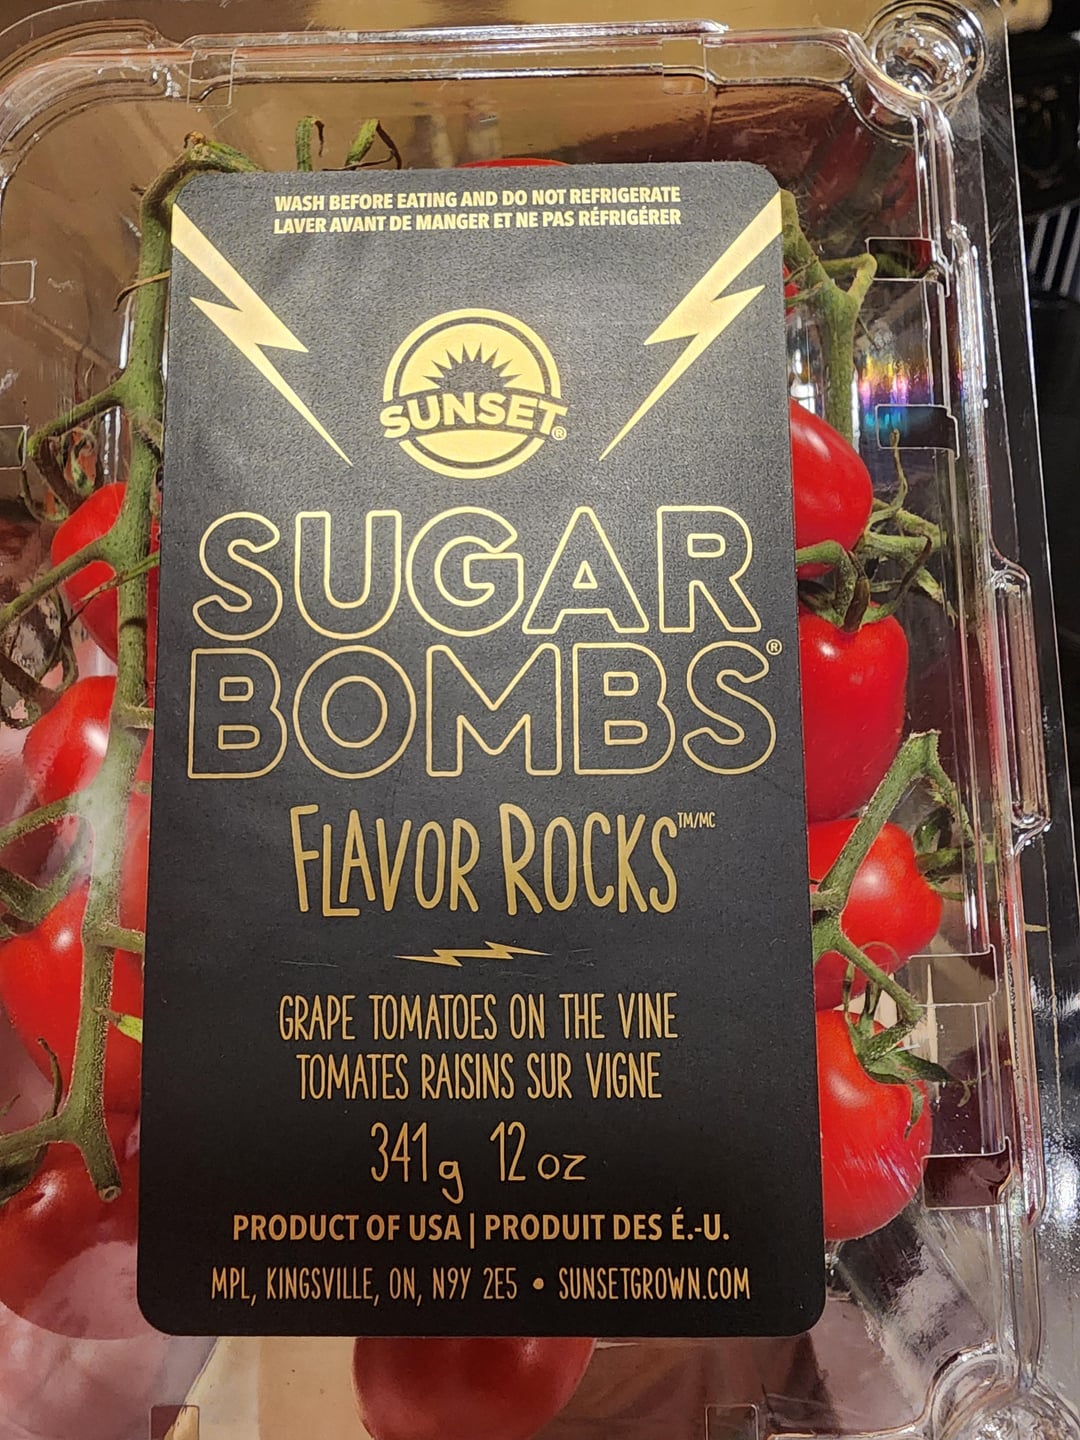 WASH BEFORE EATING AND DO NOT REFRIGERATE
LAVER AVANT DE MANGER ET NE PAS RÉFRIGÉRER
SUNSET®
SUGAR
BOMBS®
FLAVOR ROCKS™/MC
GRAPE TOMATOES ON THE VINE
TOMATES RAISINS SUR VIGNE
341g 12 oz
PRODUCT OF USA | PRODUIT DES É.-U.
MPL, KINGSVILLE, ON, N9Y 2E5 • SUNSETGROWN.COM